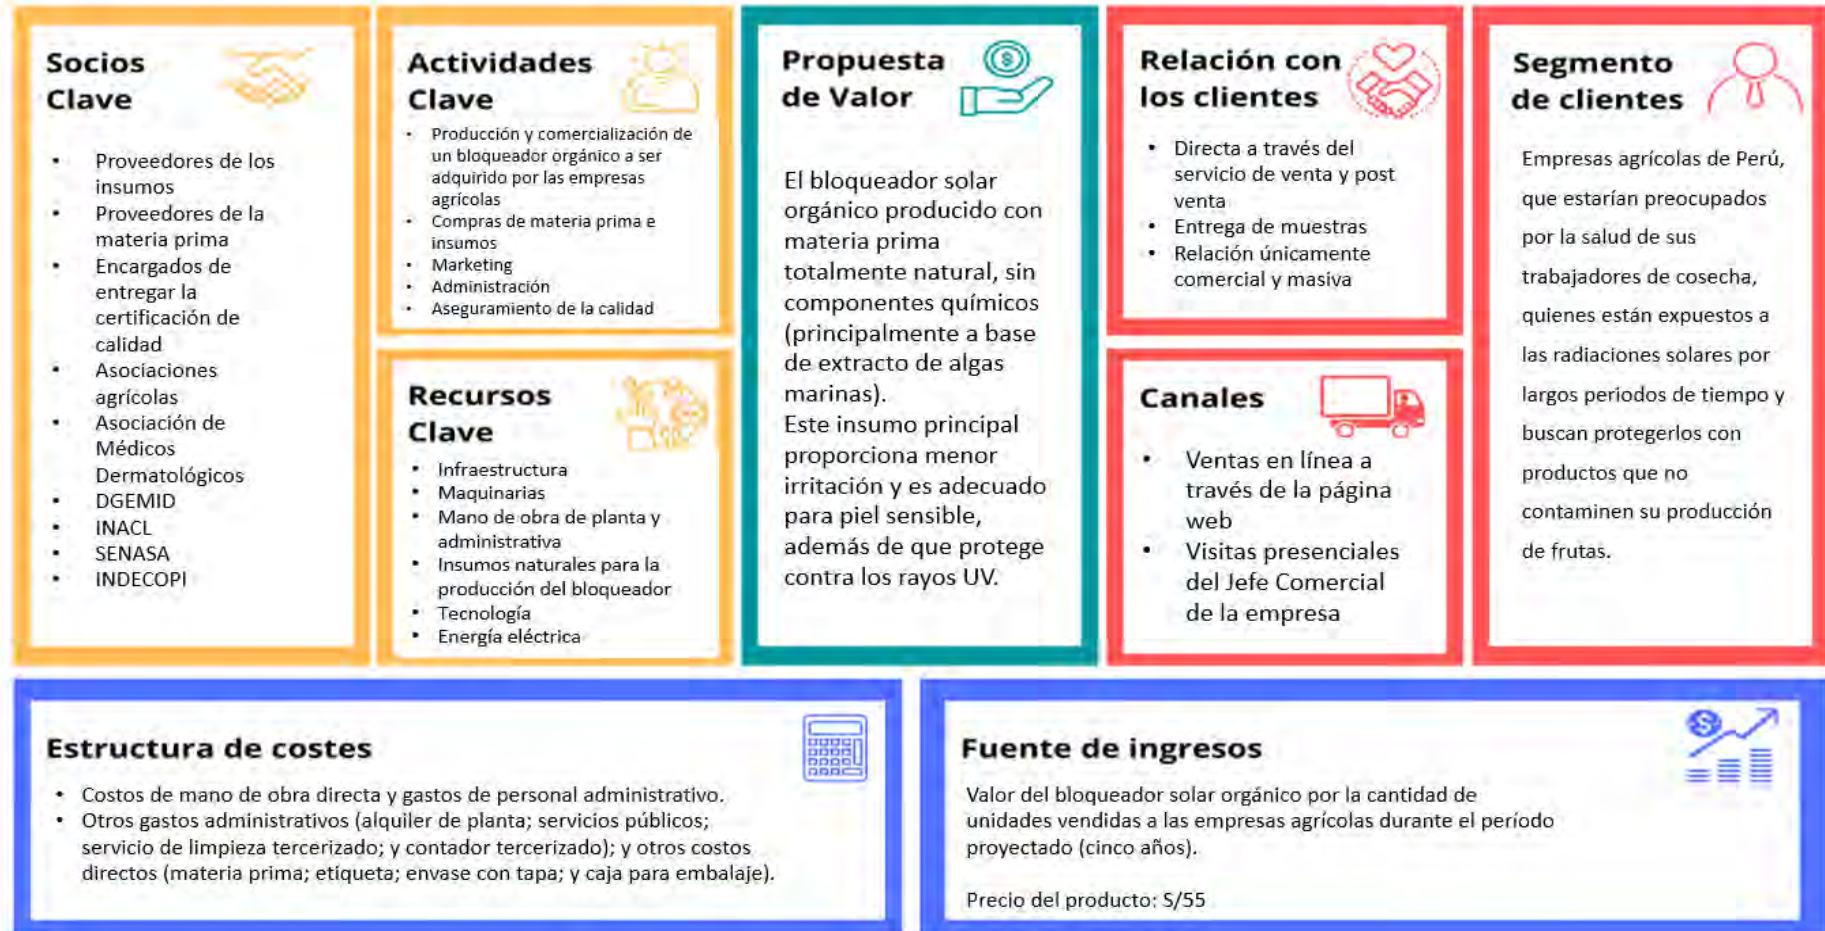 Socios
Clave
• Proveedores de los
insumos
• Proveedores de la
materia prima
• Encargados de
entregar la
certificación de
calidad
• Asociaciones
agrícolas
• Asociación de
Médicos
Dermatológicos
• DGEMID
• INACL
• SENASA
• INDECOPI
Actividades
Clave
• Producción y comercialización de
un bloqueador orgánico a ser
adquirido por las empresas
agrícolas
• Compras de materia prima e
insumos
• Marketing
• Administración
• Aseguramiento de la calidad
Recursos
Clave
• Infraestructura
• Maquinarias
• Mano de obra de planta y
administrativa
• Insumos naturales para la
producción del bloqueador
• Tecnología
• Energía eléctrica
Propuesta
de Valor
El bloqueador solar
orgánico producido con
materia prima
totalmente natural, sin
componentes químicos
(principalmente a base
de extracto de algas
marinas).
Este insumo principal
proporciona menor
irritación y es adecuado
para piel sensible,
además de que protege
contra los rayos UV.
Relación con
los clientes
• Directa a través del
servicio de venta y post
venta
• Entrega de muestras
• Relación únicamente
comercial y masiva
Canales
• Ventas en línea a
través de la página
web
• Visitas presenciales
del Jefe Comercial
de la empresa
Segmento
de clientes
Empresas agrícolas de Perú,
que estarían preocupados
por la salud de sus
trabajadores de cosecha,
quienes están expuestos a
las radiaciones solares por
largos periodos de tiempo y
buscan protegerlos con
productos que no
contaminen su producción
de frutas.
Estructura de costes
• Costos de mano de obra directa y gastos de personal administrativo.
• Otros gastos administrativos (alquiler de planta; servicios públicos;
servicio de limpieza tercerizado; y contador tercerizado); y otros costos
directos (materia prima; etiqueta; envase con tapa; y caja para embalaje).
Fuente de ingresos
Valor del bloqueador solar orgánico por la cantidad de
unidades vendidas a las empresas agrícolas durante el período
proyectado (cinco años).
Precio del producto: S/55